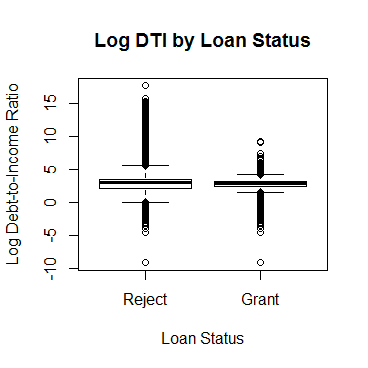 Log DTI by Loan Status
Log Debt-to-Income Ratio
15
10
5
0
-5
-10
Reject Grant
Loan Status